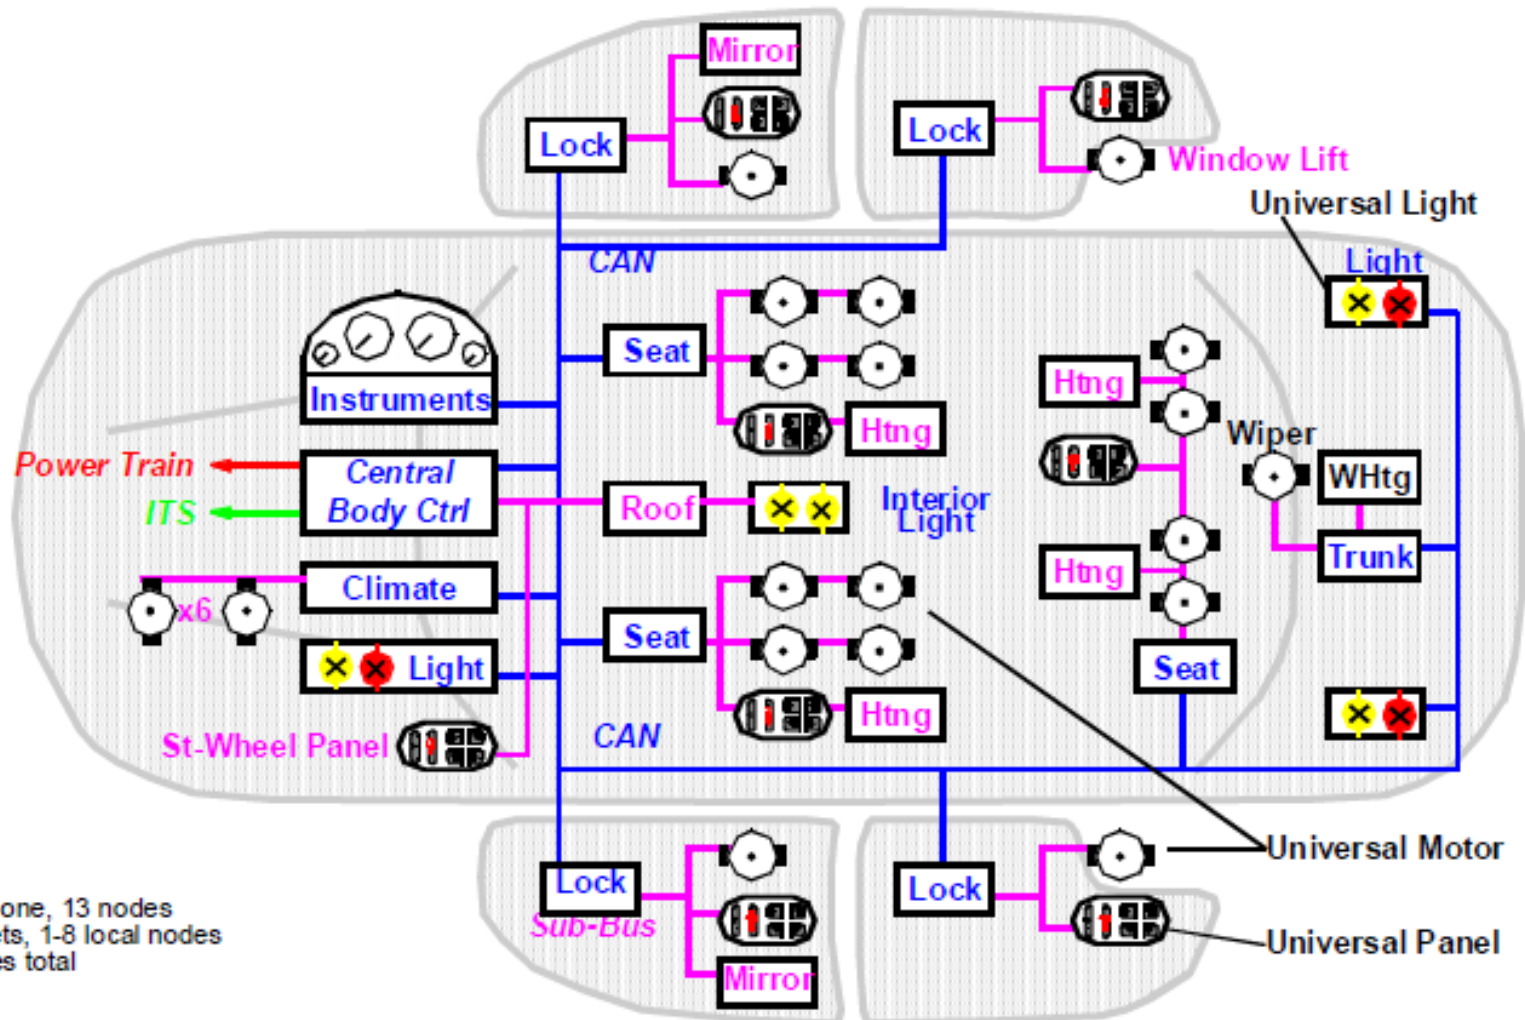 Mirror
Lock
Lock
Window Lift
Universal Light
CAN
Light
Seat
Htng
Instruments
Htng
Wiper
Power Train
Central
Body Ctrl
WHtg
ITS
Roof
Interior
Light
Trunk
Climate
Htng
x6
Seat
Light
Seat
Htng
St-Wheel Panel
CAN
Universal Motor
Lock
Lock
one, 13 nodes
Sub-Bus
ts, 1-8 local nodes
Universal Panel
s total
Mirror